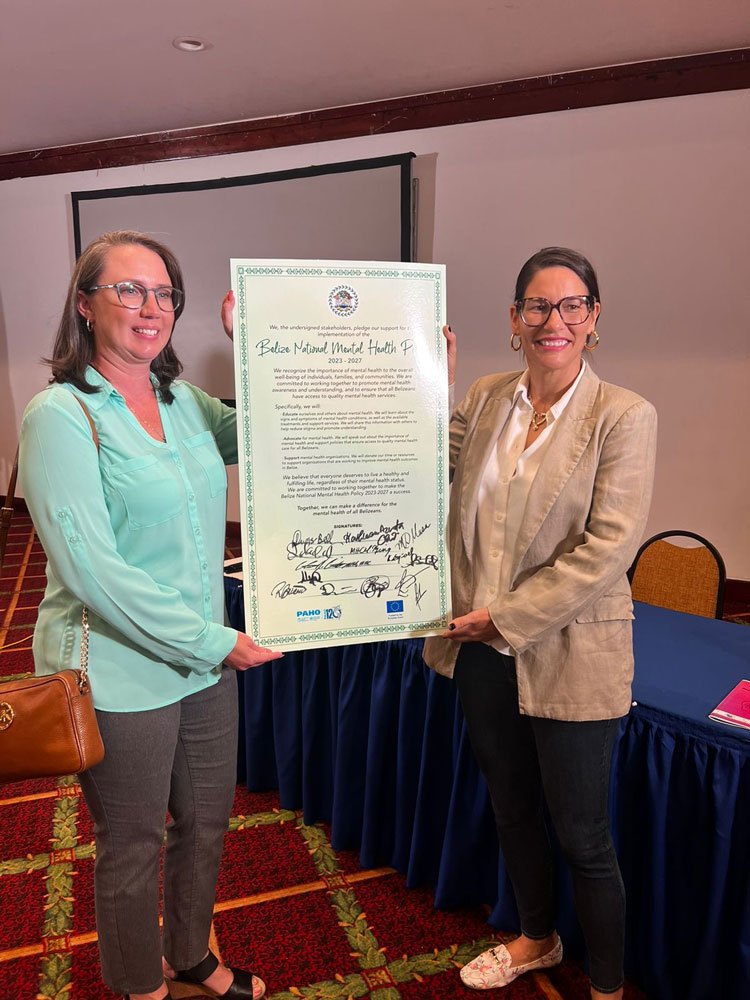 We, the undersigned stakeholders, pledge our support for
implementation of the
Belize National Mental Health P
2023 - 2027
We recognize the importance of mental health to the overall
well-being of individuals, families, and communities. We are
committed to working together to promote mental health
awareness and understanding, and to ensure that all Belizeans
have access to quality mental health services.
Specifically, we will:
· Educate ourselves and others about mental health. We will learn about the
signs and symptoms of mental health conditions, as well as the available
treatments and support services. We will share this information with others to
help reduce stigma and promote understanding.
· Advocate for mental health. We will speak out about the importance of
mental health and support policies that ensure access to quality mental health care
for all in Belize.
· Support mental health organizations. We will donate our time or resources
to support organizations that are working to improve mental health outcomes
in Belize.
We believe that everyone deserves to live a healthy and
fulfilling life, regardless of their mental health status.
We are committed to working together to make the
Belize National Mental Health Policy 2023-2027 a success.
Together, we can make a difference for the
mental health of all Belizeans.
SIGNATURES:
PAHO